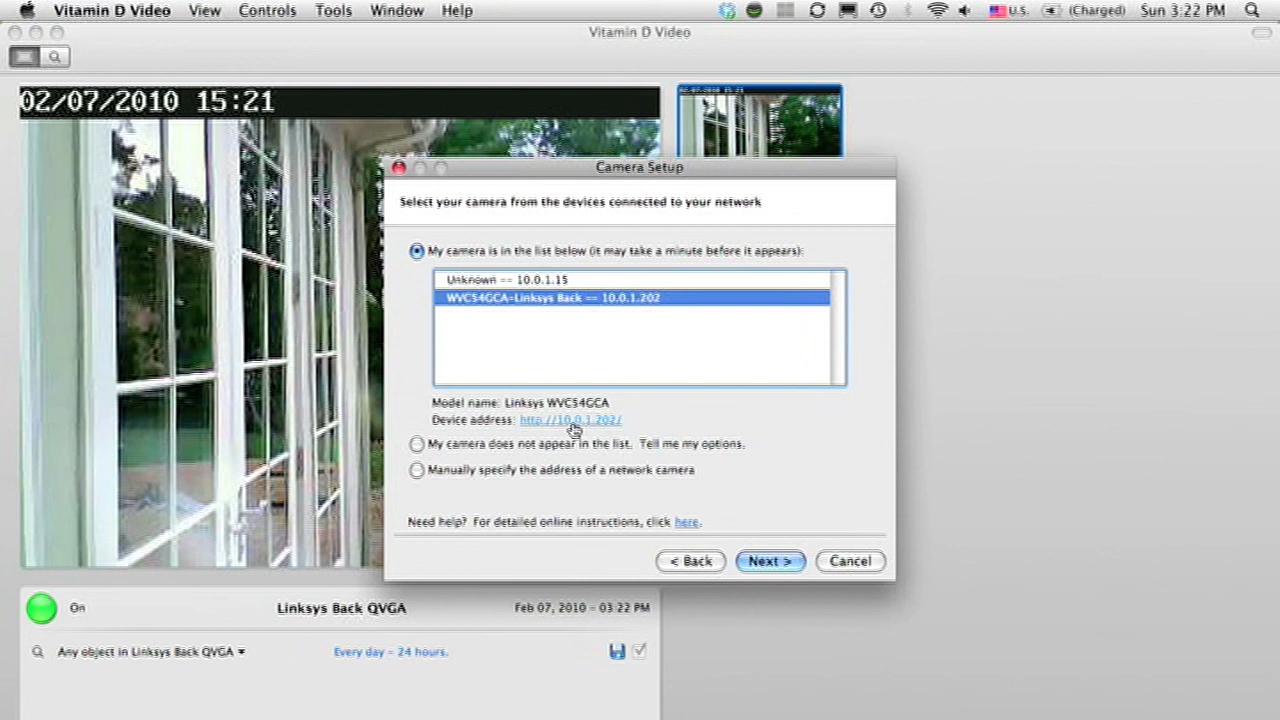 Vitamin D Video View Controls Tools Window Help U.S. (Charged) Sun 3:22 PM
Vitamin D Video
02/07/2010 15:21
02/07/2010 15:21
Camera Setup
Select your camera from the devices connected to your network
My camera is in the list below (it may take a minute before it appears):
Unknown -- 10.0.1.15
WVC54GCA-Linksys Back -- 10.0.1.202
Model name: Linksys WVC54GCA
Device address: http://10.0.1.202/
My camera does not appear in the list. Tell me my options.
Manually specify the address of a network camera
Need help? For detailed online instructions, click here.
< Back Next > Cancel
On Linksys Back QVGA Feb 07, 2010 - 03:22 PM
Any object in Linksys Back QVGA Every day - 24 hours.